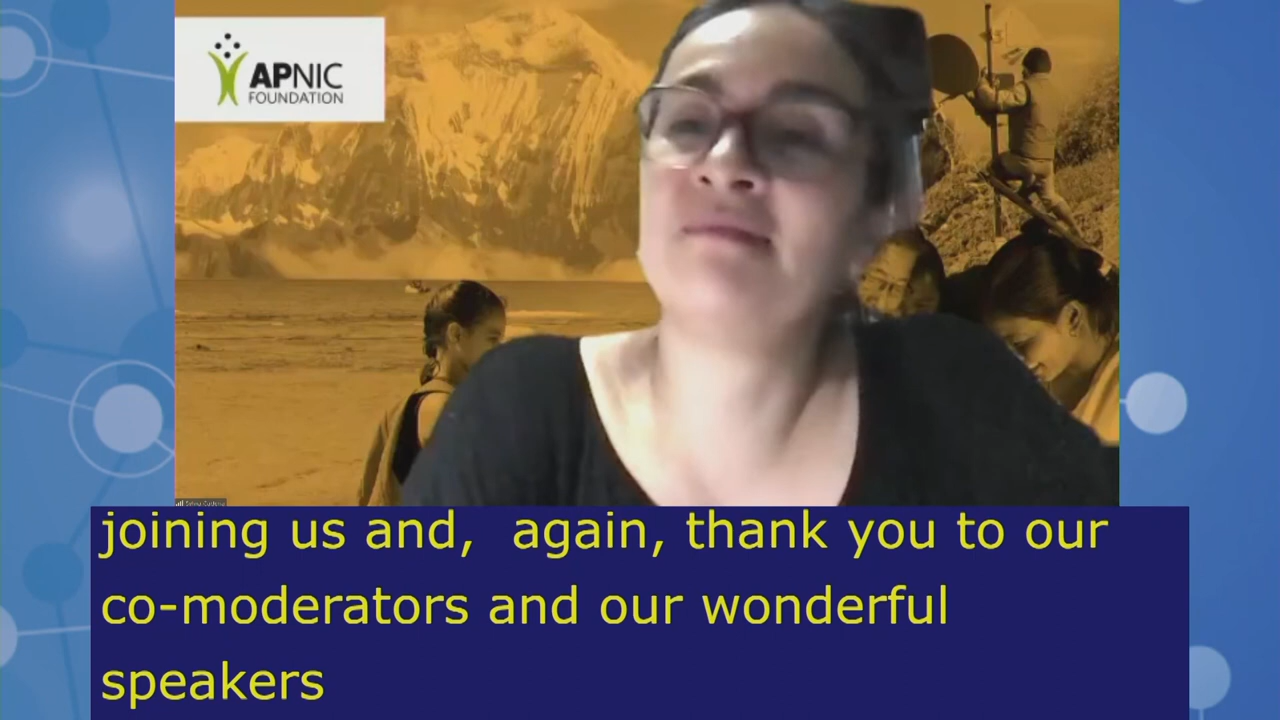 APNIC
FOUNDATION
joining us and, again, thank you to our
co-moderators and our wonderful
speakers